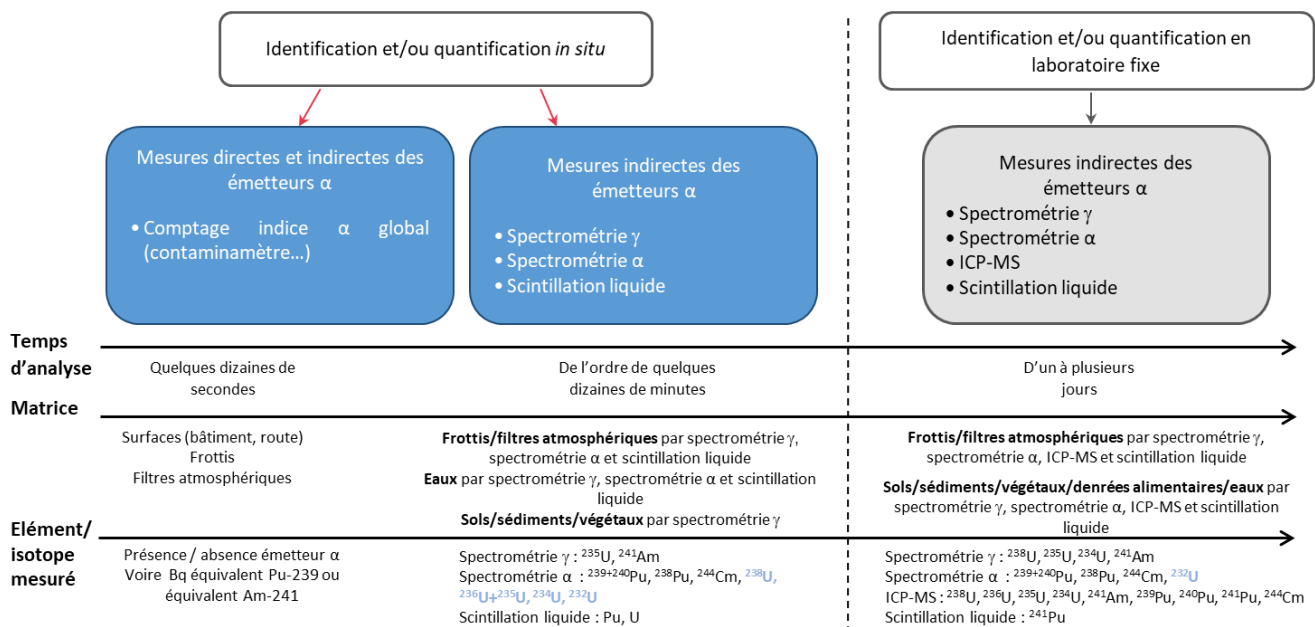 Identification et/ou quantification in situ
Identification et/ou quantification en
laboratoire fixe
Mesures directes et indirectes des
émetteurs α
• Comptage indice α global
(contaminamètre...)
Mesures indirectes des
émetteurs α
• Spectrométrie γ
• Spectrométrie α
• Scintillation liquide
Mesures indirectes des
émetteurs α
• Spectrométrie γ
• Spectrométrie α
• ICP-MS
• Scintillation liquide
Temps
d'analyse
Quelques dizaines de
secondes
De l'ordre de quelques
dizaines de minutes
D'un à plusieurs
jours
Matrice
Surfaces (bâtiment, route)
Frottis
Filtres atmosphériques
Frottis/filtres atmosphériques par spectrométrie γ,
spectrométrie α et scintillation liquide
Eaux par spectrométrie γ, spectrométrie α et scintillation
liquide
Sols/sédiments/végétaux par spectrométrie γ
Frottis/filtres atmosphériques par spectrométrie γ,
spectrométrie α, ICP-MS et scintillation liquide
Sols/sédiments/végétaux/denrées alimentaires/eaux par
spectrométrie γ, spectrométrie α, ICP-MS et scintillation
liquide
Elément/
isotope
mesuré
Présence / absence émetteur α
Voire Bq équivalent Pu-239 ou
équivalent Am-241
Spectrométrie γ : ²³⁵U, ²⁴¹Am
Spectrométrie α : ²³⁹⁺²⁴⁰Pu, ²³⁸Pu, ²⁴⁴Cm, ²³⁸U,
²³⁶U+²³⁵U, ²³⁴U, ²³²U
Scintillation liquide : Pu, U
Spectrométrie γ : ²³⁸U, ²³⁵U, ²³⁴U, ²⁴¹Am
Spectrométrie α : ²³⁹⁺²⁴⁰Pu, ²³⁸Pu, ²⁴⁴Cm, ²³²U
ICP-MS : ²³⁸U, ²³⁶U, ²³⁵U, ²³⁴U, ²⁴¹Am, ²³⁹Pu, ²⁴⁰Pu, ²⁴¹Pu, ²⁴⁴Cm
Scintillation liquide : ²⁴¹Pu